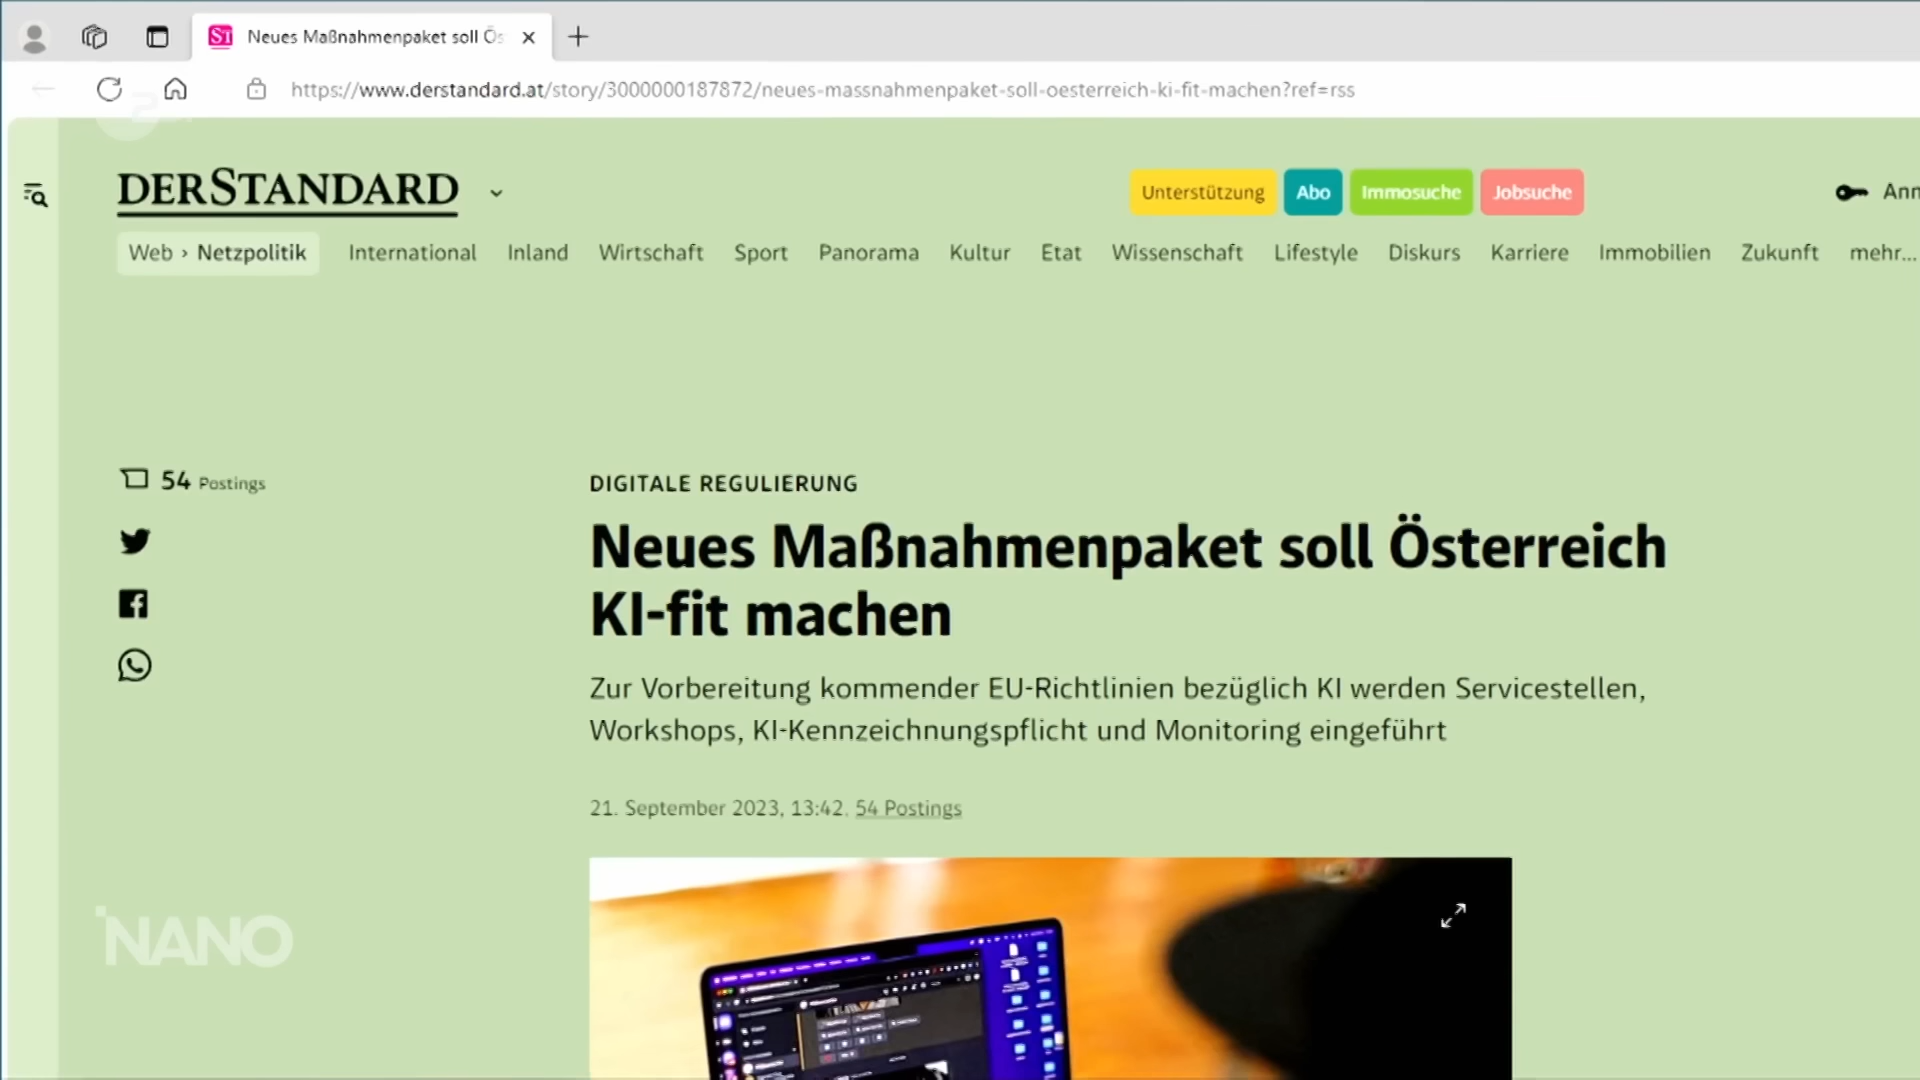 ST Neues Maßnahmenpaket soll Ös
https://www.derstandard.at/story/3000000187872/neues-massnahmenpaket-soll-oesterreich-ki-fit-machen?ref=rss
DERSTANDARD
Unterstützung Abo Immosuche Jobsuche Ann
Web › Netzpolitik International Inland Wirtschaft Sport Panorama Kultur Etat Wissenschaft Lifestyle Diskurs Karriere Immobilien Zukunft mehr...
54 Postings
DIGITALE REGULIERUNG
Neues Maßnahmenpaket soll Österreich
KI-fit machen
Zur Vorbereitung kommender EU-Richtlinien bezüglich KI werden Servicestellen,
Workshops, KI-Kennzeichnungspflicht und Monitoring eingeführt
21. September 2023, 13:42, 54 Postings
NANO